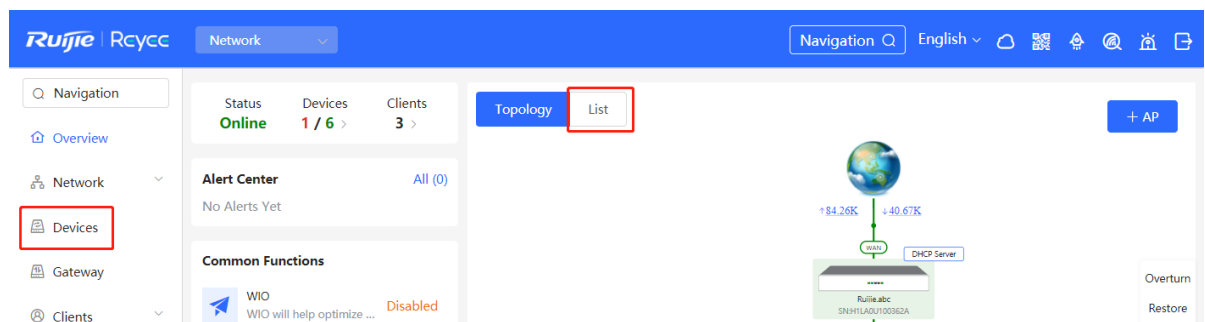 Ruijie Rcycc Network Navigation English
Navigation
Overview
Network
Devices
Gateway
Clients
Status Devices Clients
Online 1 / 6 > 3 >
Alert Center All (0)
No Alerts Yet
Common Functions
WIO Disabled
WIO will help optimize ...
Topology List
+ AP
↑84.26K ↓40.67K
WAN
DHCP Server
Ruijie.abc
SN:H1LA0U100362A
Overturn
Restore